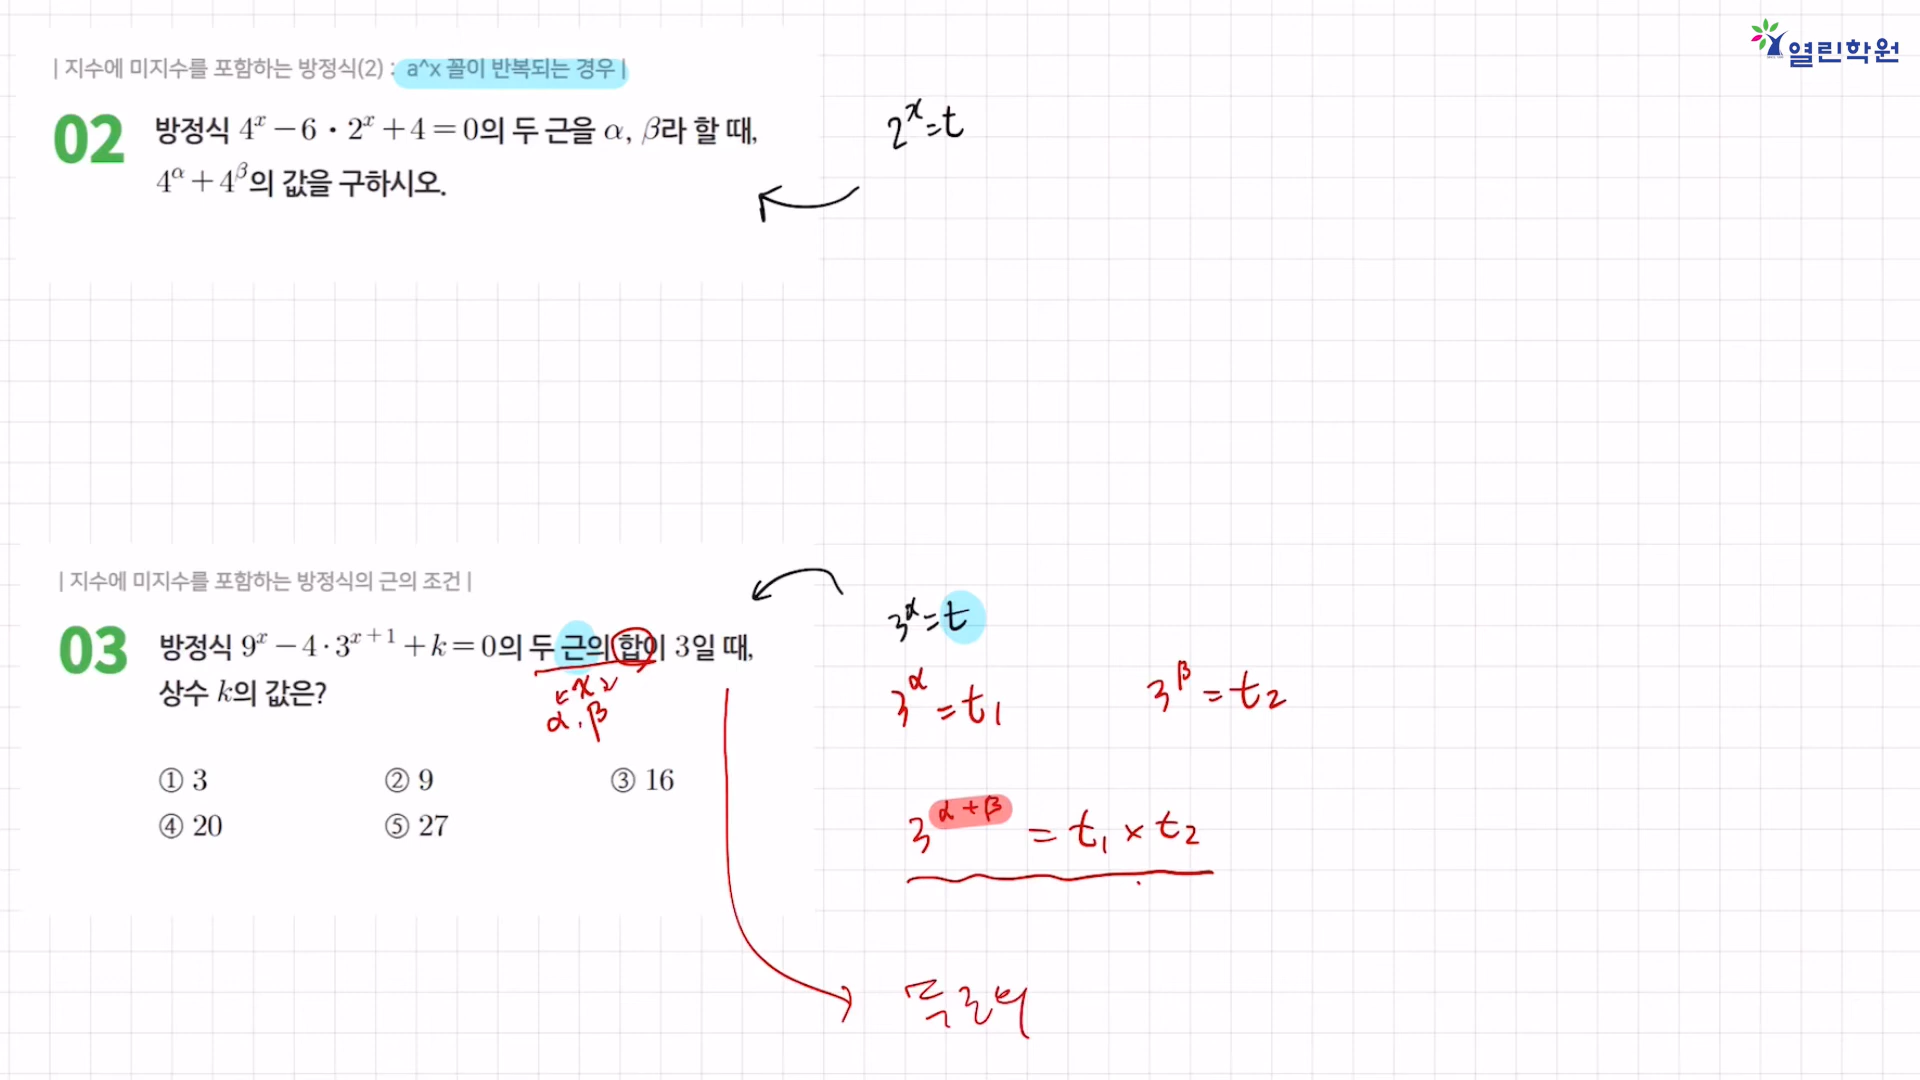 열린학원
| 지수에 미지수를 포함하는 방정식(2) : a^x 꼴이 반복되는 경우 |
02 방정식 4^x − 6 · 2^x + 4 = 0의 두 근을 α, β라 할 때,
4^α + 4^β의 값을 구하시오.
2^x = t
| 지수에 미지수를 포함하는 방정식의 근의 조건 |
03 방정식 9^x − 4 · 3^{x+1} + k = 0의 두 근의 합이 3일 때,
상수 k의 값은?
x
α, β
① 3 ② 9 ③ 16
④ 20 ⑤ 27
3^x = t
3^α = t₁ 3^β = t₂
3^{α+β} = t₁ × t₂